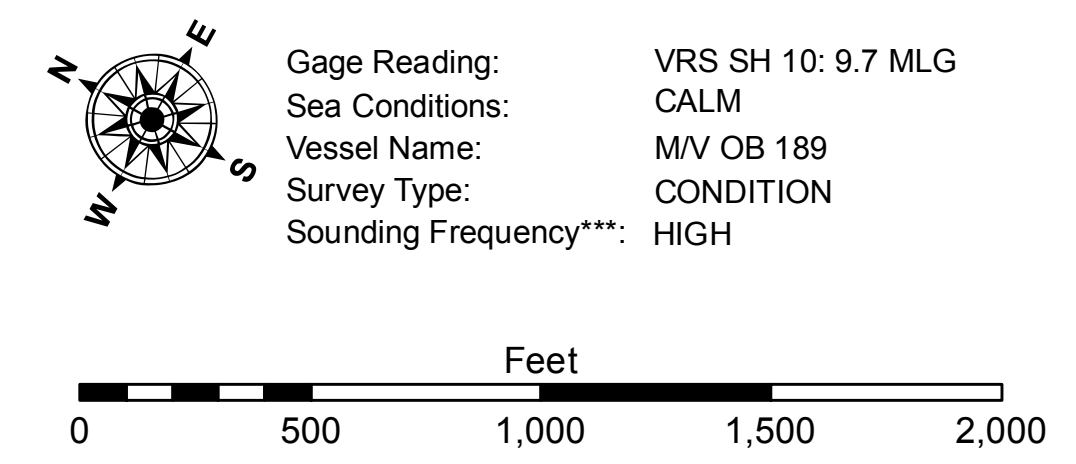 N
E
S
W
Gage Reading: VRS SH 10: 9.7 MLG
Sea Conditions: CALM
Vessel Name: M/V OB 189
Survey Type: CONDITION
Sounding Frequency***: HIGH
Feet
0 500 1,000 1,500 2,000